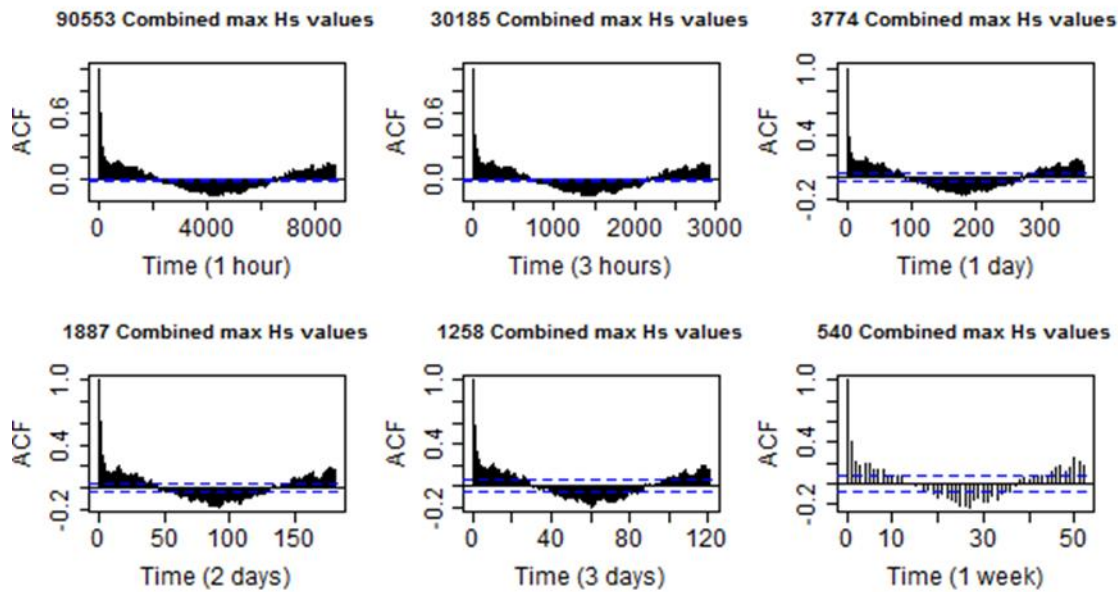 90553 Combined max Hs values
30185 Combined max Hs values
3774 Combined max Hs values
ACF
0.0 0.6
0 4000 8000
Time (1 hour)
ACF
0.0 0.6
0 1000 2000 3000
Time (3 hours)
ACF
-0.2 0.4 1.0
0 100 200 300
Time (1 day)
1887 Combined max Hs values
1258 Combined max Hs values
540 Combined max Hs values
ACF
-0.2 0.4 1.0
0 50 100 150
Time (2 days)
ACF
-0.2 0.4 1.0
0 40 80 120
Time (3 days)
ACF
-0.2 0.4 1.0
0 10 30 50
Time (1 week)